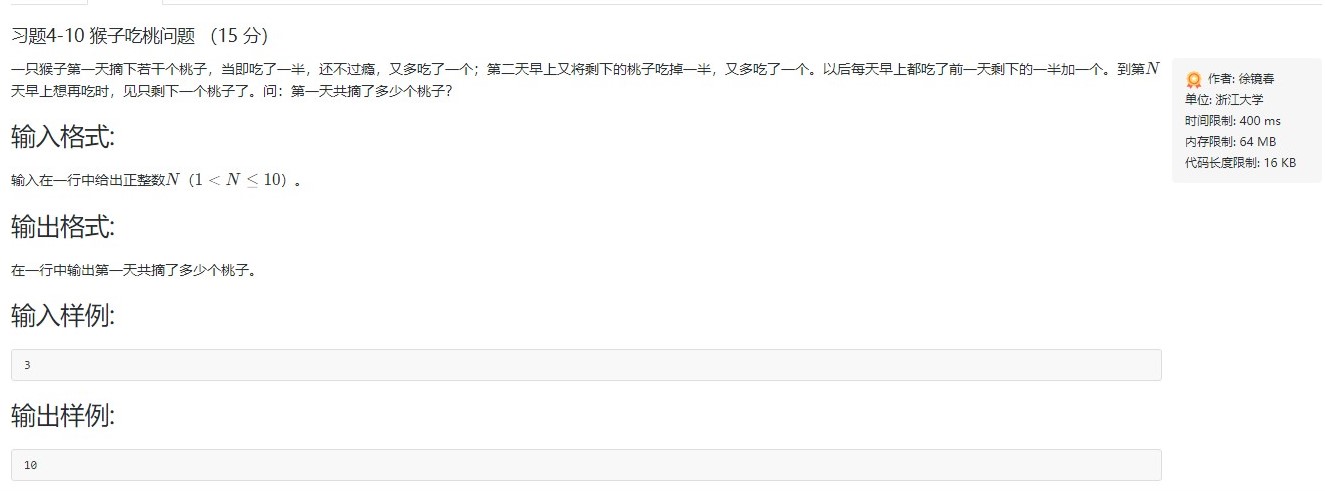 习题4-10 猴子吃桃问题 （15 分）
一只猴子第一天摘下若干个桃子，当即吃了一半，还不过瘾，又多吃了一个；第二天早上又将剩下的桃子吃掉一半，又多吃了一个。以后每天早上都吃了前一天剩下的一半加一个。到第N
天早上想再吃时，见只剩下一个桃子了。问：第一天共摘了多少个桃子？
作者: 徐镜春
单位: 浙江大学
时间限制: 400 ms
内存限制: 64 MB
代码长度限制: 16 KB
输入格式:
输入在一行中给出正整数N（1 < N ≤ 10）。
输出格式:
在一行中输出第一天共摘了多少个桃子。
输入样例:
3
输出样例:
10